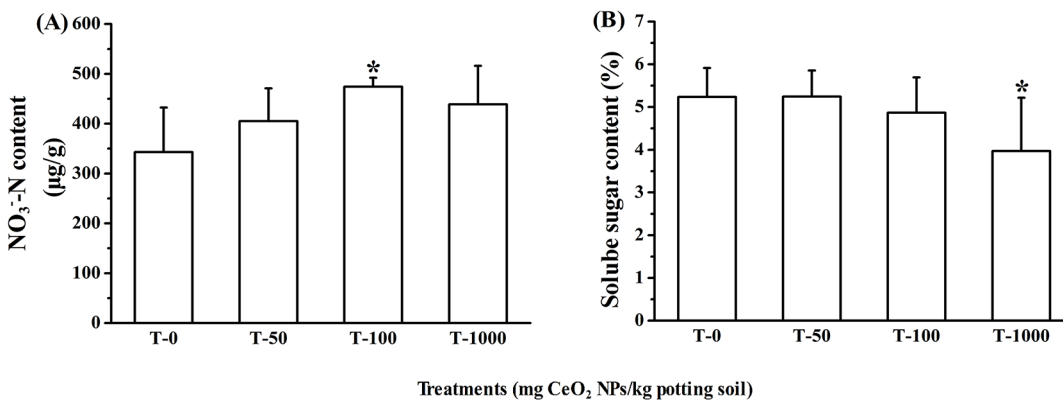 (A)
NO₃⁻-N content
(μg/g)
600
500
400
300
200
100
0
*
T-0 T-50 T-100 T-1000
(B)
Solube sugar content (%)
7
6
5
4
3
2
1
0
*
T-0 T-50 T-100 T-1000
Treatments (mg CeO₂ NPs/kg potting soil)